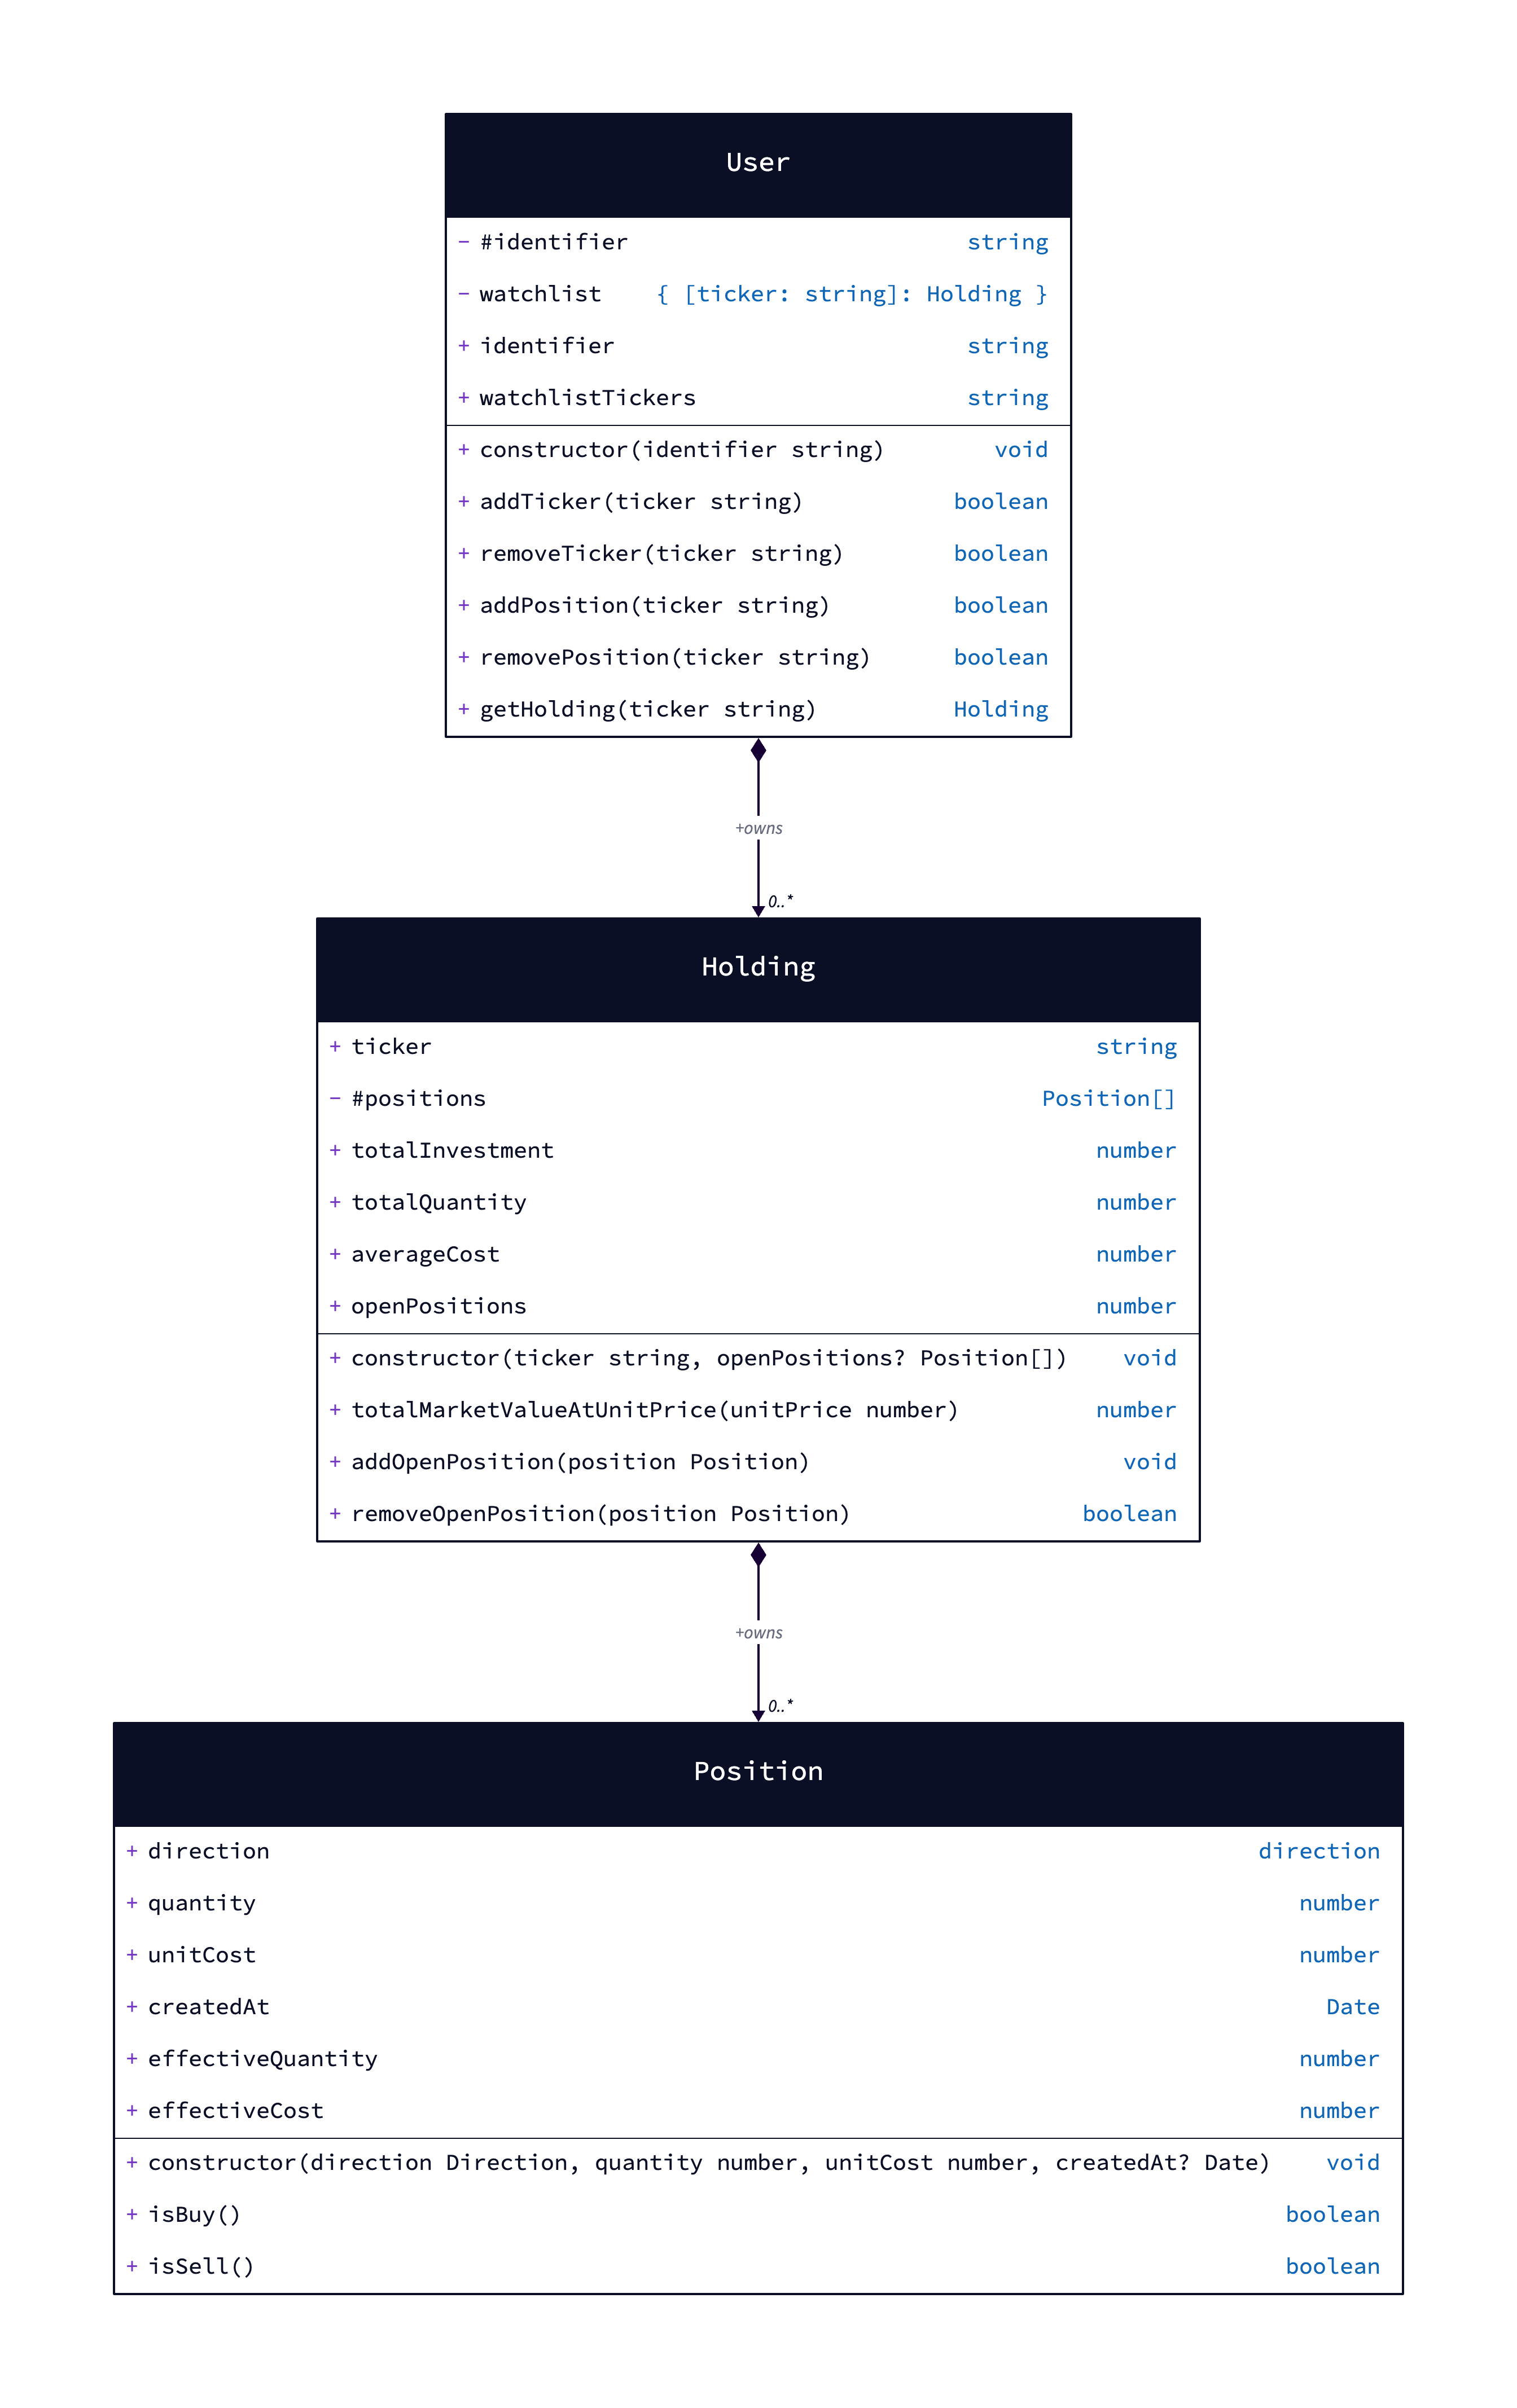 User
- #identifier string
- watchlist { [ticker: string]: Holding }
+ identifier string
+ watchlistTickers string
+ constructor(identifier string) void
+ addTicker(ticker string) boolean
+ removeTicker(ticker string) boolean
+ addPosition(ticker string) boolean
+ removePosition(ticker string) boolean
+ getHolding(ticker string) Holding
+owns
0..*
Holding
+ ticker string
- #positions Position[]
+ totalInvestment number
+ totalQuantity number
+ averageCost number
+ openPositions number
+ constructor(ticker string, openPositions? Position[]) void
+ totalMarketValueAtUnitPrice(unitPrice number) number
+ addOpenPosition(position Position) void
+ removeOpenPosition(position Position) boolean
+owns
0..*
Position
+ direction direction
+ quantity number
+ unitCost number
+ createdAt Date
+ effectiveQuantity number
+ effectiveCost number
+ constructor(direction Direction, quantity number, unitCost number, createdAt? Date) void
+ isBuy() boolean
+ isSell() boolean